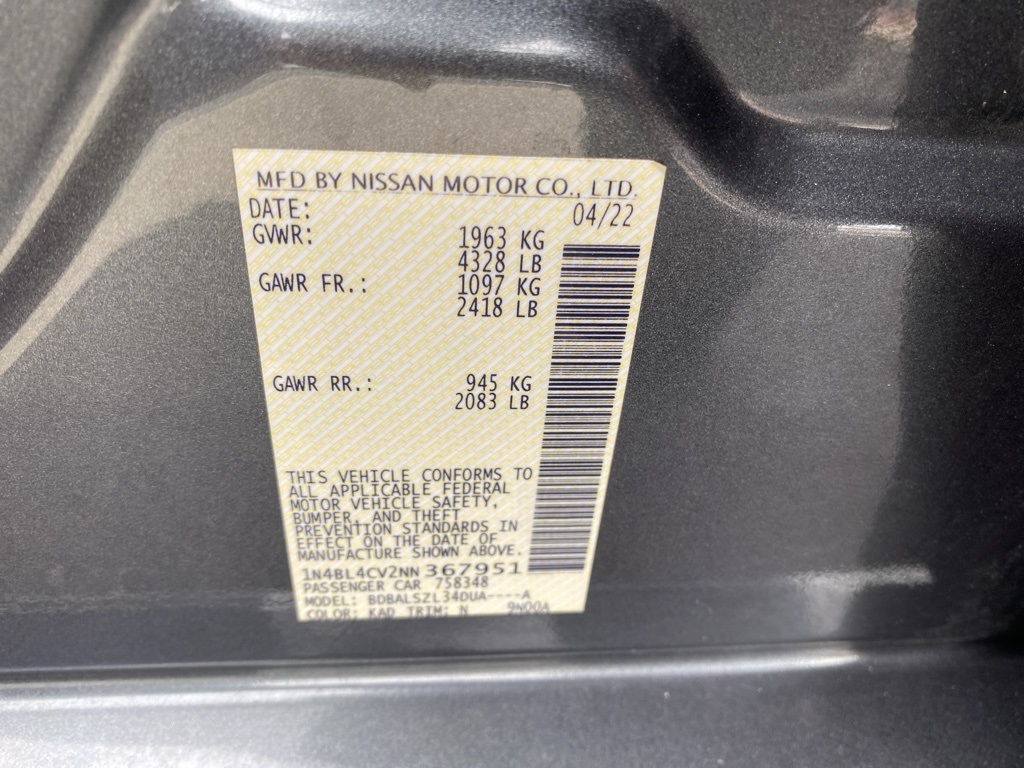 MFD BY NISSAN MOTOR CO., LTD.
DATE: 04/22
GVWR: 1963 KG
4328 LB
GAWR FR.: 1097 KG
2418 LB
GAWR RR.: 945 KG
2083 LB
THIS VEHICLE CONFORMS TO
ALL APPLICABLE FEDERAL
MOTOR VEHICLE SAFETY,
BUMPER, AND THEFT
PREVENTION STANDARDS IN
EFFECT ON THE DATE OF
MANUFACTURE SHOWN ABOVE.
1N4BL4CV2NN367951
PASSENGER CAR 758348
MODEL: BDBALSZL34DUA----A
COLOR: KAD TRIM: N 9N00A